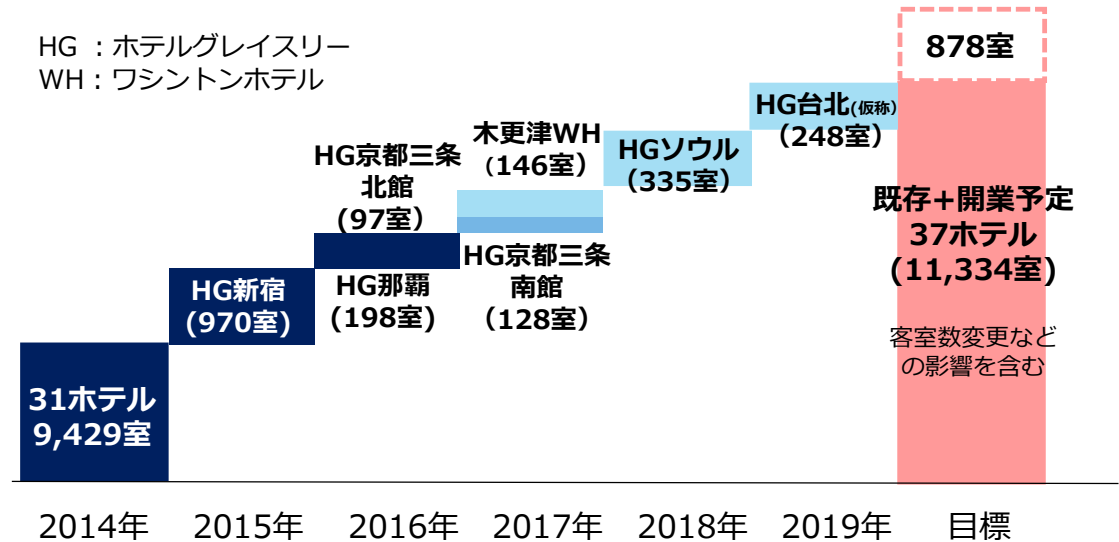 HG ：ホテルグレイスリー
WH：ワシントンホテル
31ホテル
9,429室
HG新宿
(970室)
HG京都三条
北館
(97室）
HG那覇
(198室)
木更津WH
（146室）
HG京都三条
南館
（128室）
HGソウル
（335室）
HG台北(仮称)
（248室）
878室
既存+開業予定
37ホテル
(11,334室)
客室数変更など
の影響を含む
2014年 2015年 2016年 2017年 2018年 2019年 目標